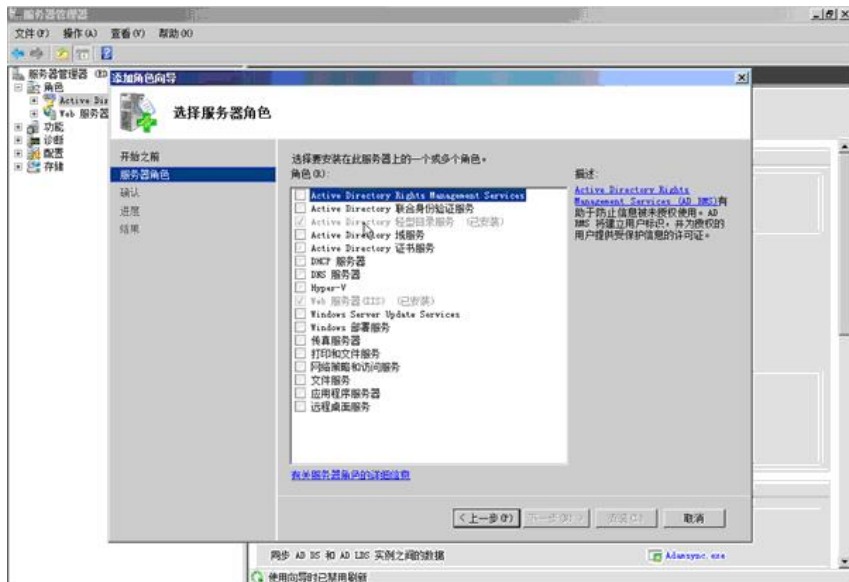 服务器管理器
文件(F) 操作(A) 查看(V) 帮助(H)
服务器管理器
角色
Active Dir
Web 服务器
功能
诊断
配置
存储
添加角色向导
选择服务器角色
开始之前
服务器角色
确认
进度
结果
选择要安装在此服务器上的一个或多个角色。
角色(R):
Active Directory Rights Management Services
Active Directory 联合身份验证服务
Active Directory 轻型目录服务 (已安装)
Active Directory 域服务
Active Directory 证书服务
DHCP 服务器
DNS 服务器
Hyper-V
Web 服务器(IIS) (已安装)
Windows Server Update Services
Windows 部署服务
传真服务器
打印和文件服务
网络策略和访问服务
文件服务
应用程序服务器
远程桌面服务
有关服务器角色的详细信息
描述:
Active Directory Rights
Management Services (AD RMS)有
助于防止信息被未授权使用。AD
RMS 将建立用户标识，并为授权的
用户提供受保护信息的许可证。
< 上一步(P)
下一步(N) >
安装(I)
取消
同步 AD DS 和 AD LDS 实例之间的数据
Adamsync.exe
使用向导时已禁用刷新